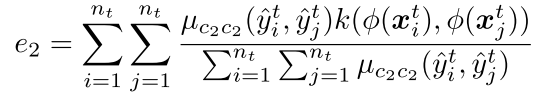 $e_2 = \sum_{i=1}^{n_t} \sum_{j=1}^{n_t} \frac{\mu_{c_2 c_2}(\hat{y}_i^t, \hat{y}_j^t) k(\phi(\boldsymbol{x}_i^t), \phi(\boldsymbol{x}_j^t))}{\sum_{i=1}^{n_t} \sum_{j=1}^{n_t} \mu_{c_2 c_2}(\hat{y}_i^t, \hat{y}_j^t)}$